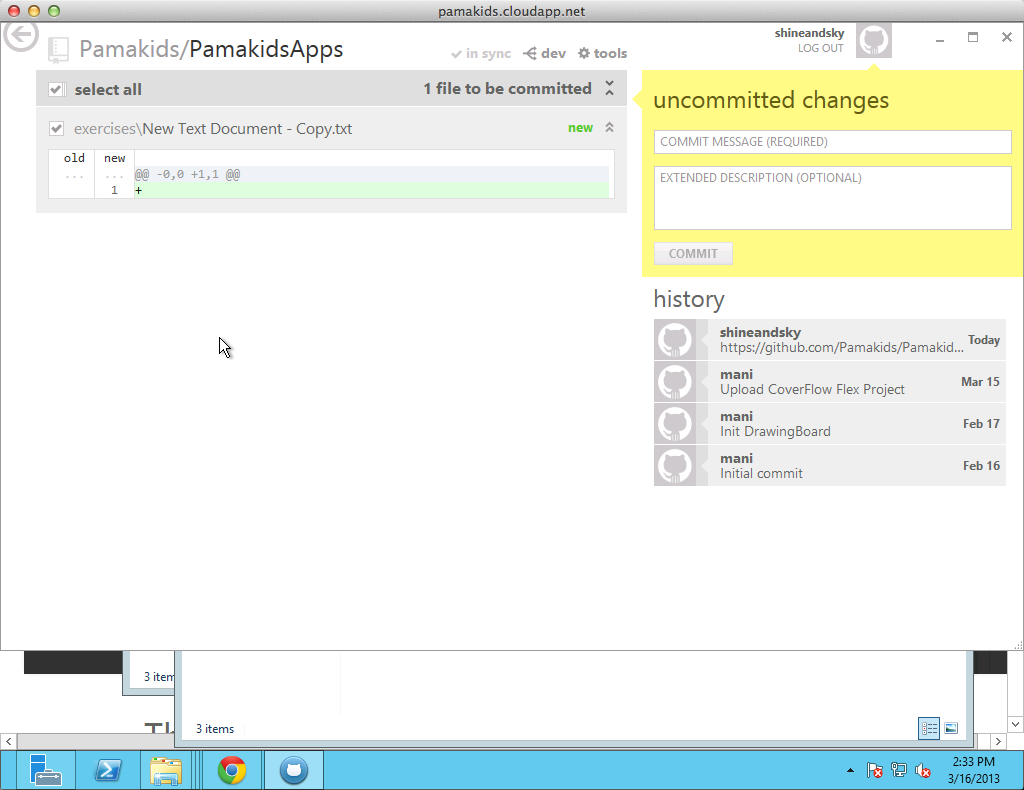 pamakids.cloudapp.net
Pamakids/PamakidsApps
in sync
dev
tools
shineandsky
LOG OUT
select all
1 file to be committed
exercises\New Text Document - Copy.txt
new
old new
... ... @@ -0,0 +1,1 @@
1 +
uncommitted changes
COMMIT MESSAGE (REQUIRED)
EXTENDED DESCRIPTION (OPTIONAL)
COMMIT
history
shineandsky
https://github.com/Pamakids/Pamakid...
Today
mani
Upload CoverFlow Flex Project
Mar 15
mani
Init DrawingBoard
Feb 17
mani
Initial commit
Feb 16
3 item
3 items
2:33 PM
3/16/2013